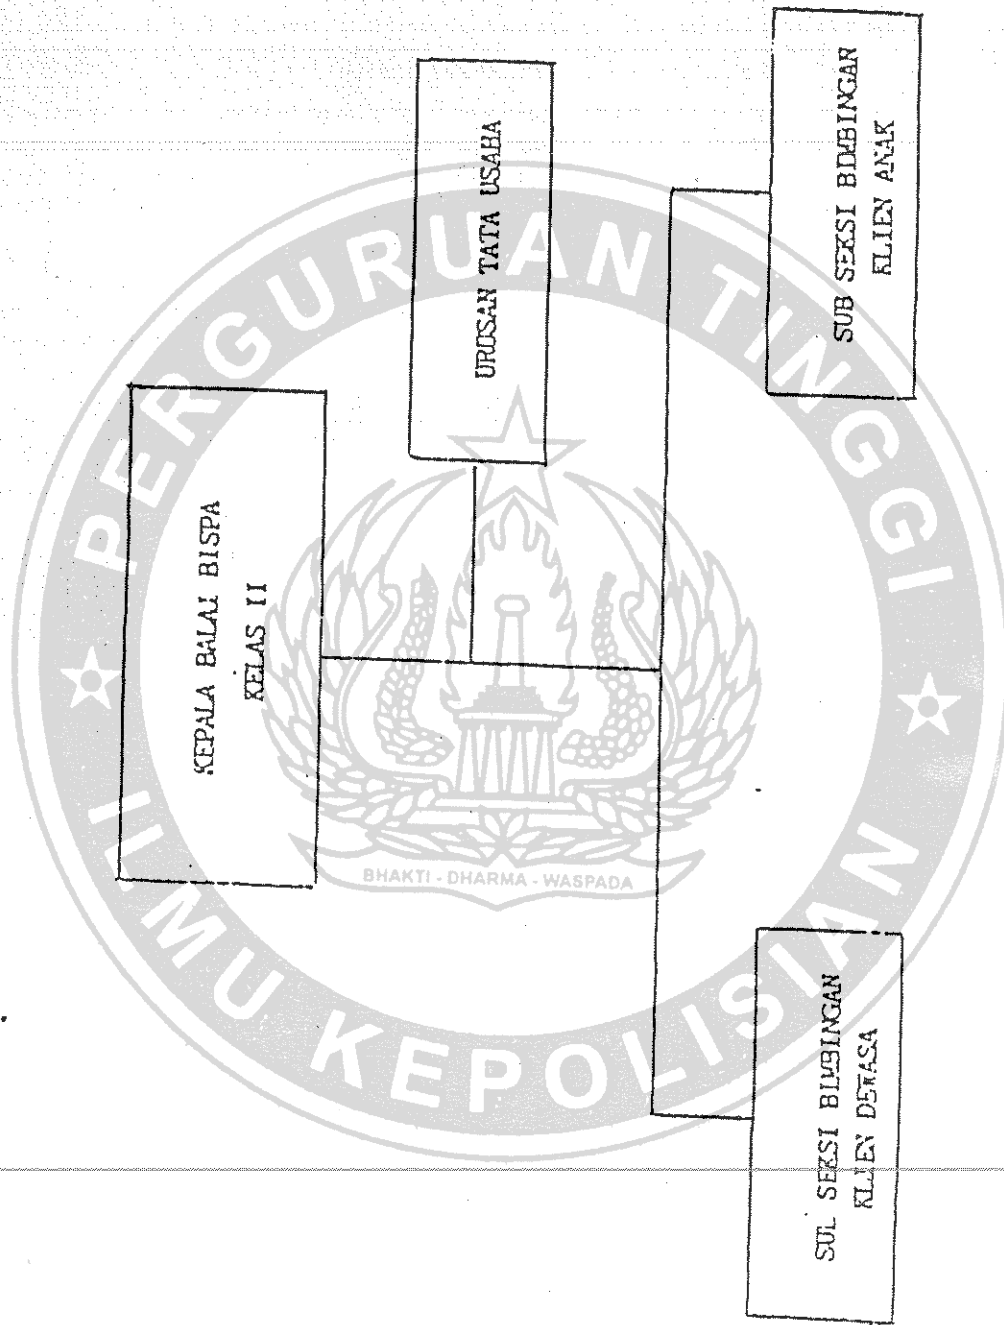 KEPALA BALAI BISPA
KELAS II
URUSAN TATA USAHA
SUB SEKSI BIMBINGAN
KLIEN DEWASA
SUB SEKSI BIMBINGAN
KLIEN ANAK
PERGURUAN TINGGI
ILMU KEPOLISIAN
BHAKTI - DHARMA - WASPADA